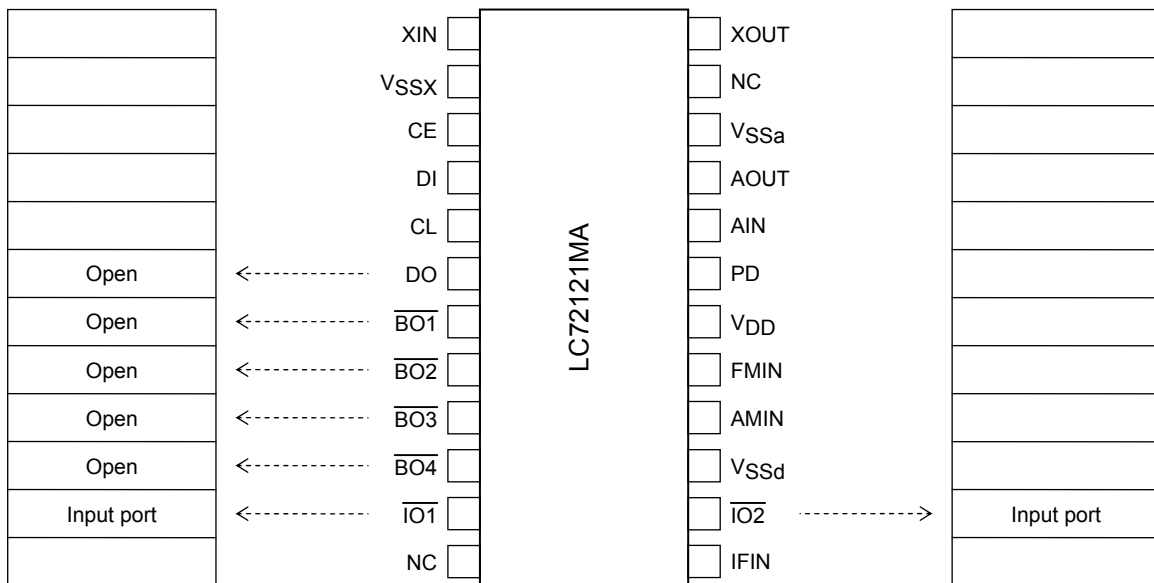 XIN XOUT
VSSX NC
CE VSSa
DI AOUT
CL AIN
Open DO PD
Open BO1 VDD
Open BO2 FMIN
Open BO3 AMIN
Open BO4 VSSd
Input port IO1 IO2 Input port
NC IFIN
LC72121MA